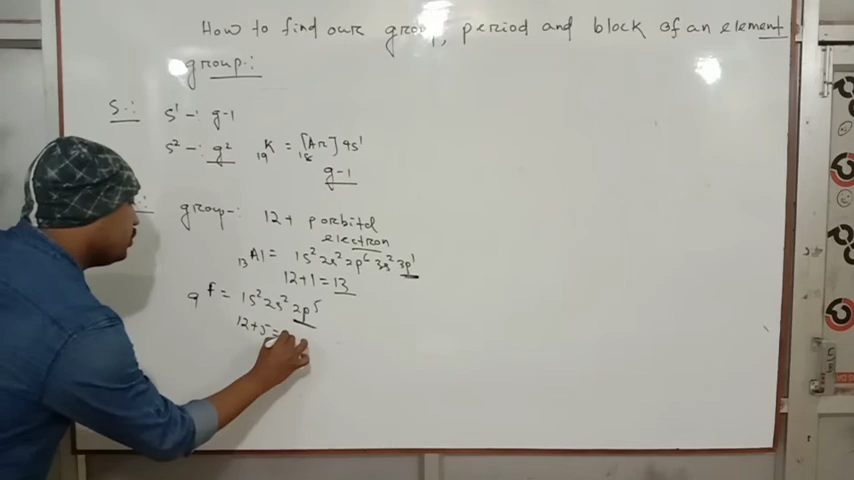 How to find our group, period and block of an element
group:
S:
s¹ -: g-1
s² -: g²
₁₉K = [Ar]₁₈ 4s¹
g-1
group-: 12 + porbital
electron
₁₃Al = 1s² 2s² 2p⁶ 3s² 3p¹
12+1 = 13
₉F = 1s² 2s² 2p⁵
12+5=